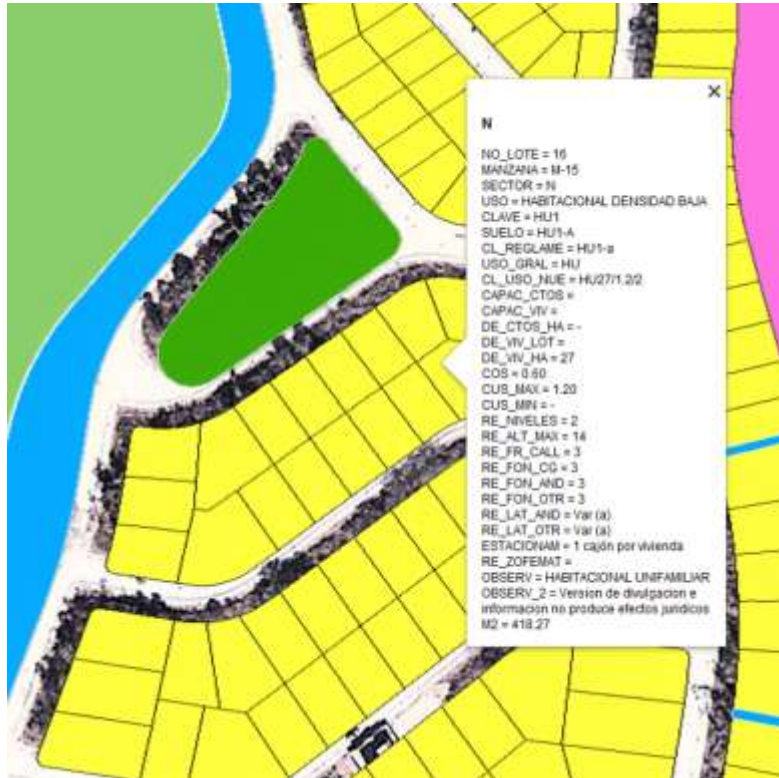 N
NO_LOTE = 16
MANZANA = M-15
SECTOR = N
USO = HABITACIONAL DENSIDAD BAJA
CLAVE = HU1
SUELO = HU1-A
CL_REGLAME = HU1-a
USO_GRAL = HU
CL_USO_NUE = HU27/1.2/2
CAPAC_CTOS =
CAPAC_VIV =
DE_CTOS_HA = -
DE_VIV_LOT =
DE_VIV_HA = 27
COS = 0.60
CUS_MAX = 1.20
CUS_MIN = -
RE_NIVELES = 2
RE_ALT_MAX = 14
RE_FR_CALL = 3
RE_FON_CG = 3
RE_FON_AND = 3
RE_FON_OTR = 3
RE_LAT_AND = Var (a)
RE_LAT_OTR = Var (a)
ESTACIONAM = 1 cajón por vivienda
RE_ZOFEMAT =
OBSERV = HABITACIONAL UNIFAMILIAR
OBSERV_2 = Version de divulgacion e
informacion no produce efectos juridicos
M2 = 418.27